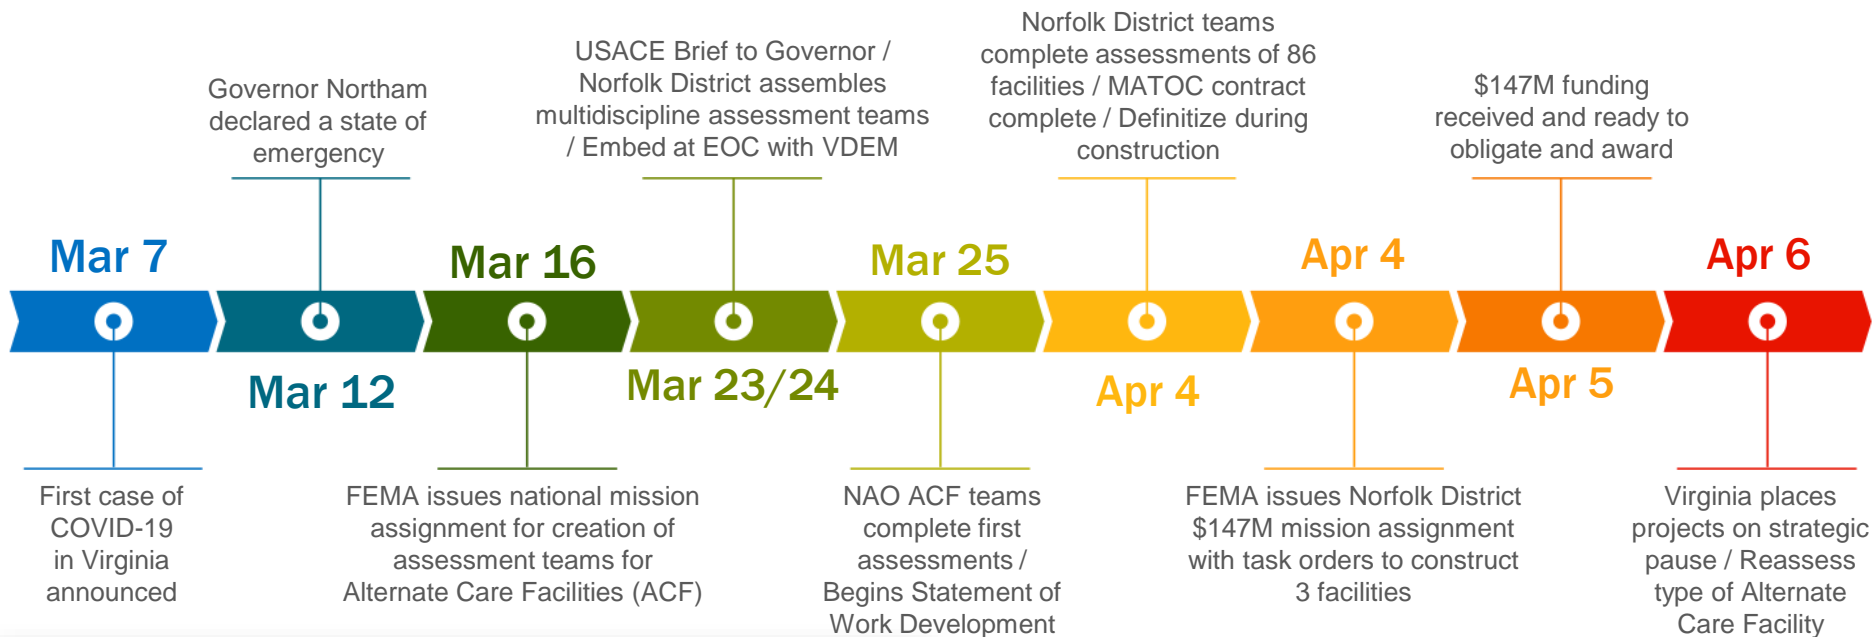 Mar 7
First case of
COVID-19
in Virginia
announced
Governor Northam
declared a state of
emergency
Mar 12
Mar 16
FEMA issues national mission
assignment for creation of
assessment teams for
Alternate Care Facilities (ACF)
USACE Brief to Governor /
Norfolk District assembles
multidiscipline assessment teams
/ Embed at EOC with VDEM
Mar 23/24
Mar 25
NAO ACF teams
complete first
assessments /
Begins Statement of
Work Development
Norfolk District teams
complete assessments of 86
facilities / MATOC contract
complete / Definitize during
construction
Apr 4
Apr 4
FEMA issues Norfolk District
$147M mission assignment
with task orders to construct
3 facilities
$147M funding
received and ready to
obligate and award
Apr 5
Apr 6
Virginia places
projects on strategic
pause / Reassess
type of Alternate
Care Facility